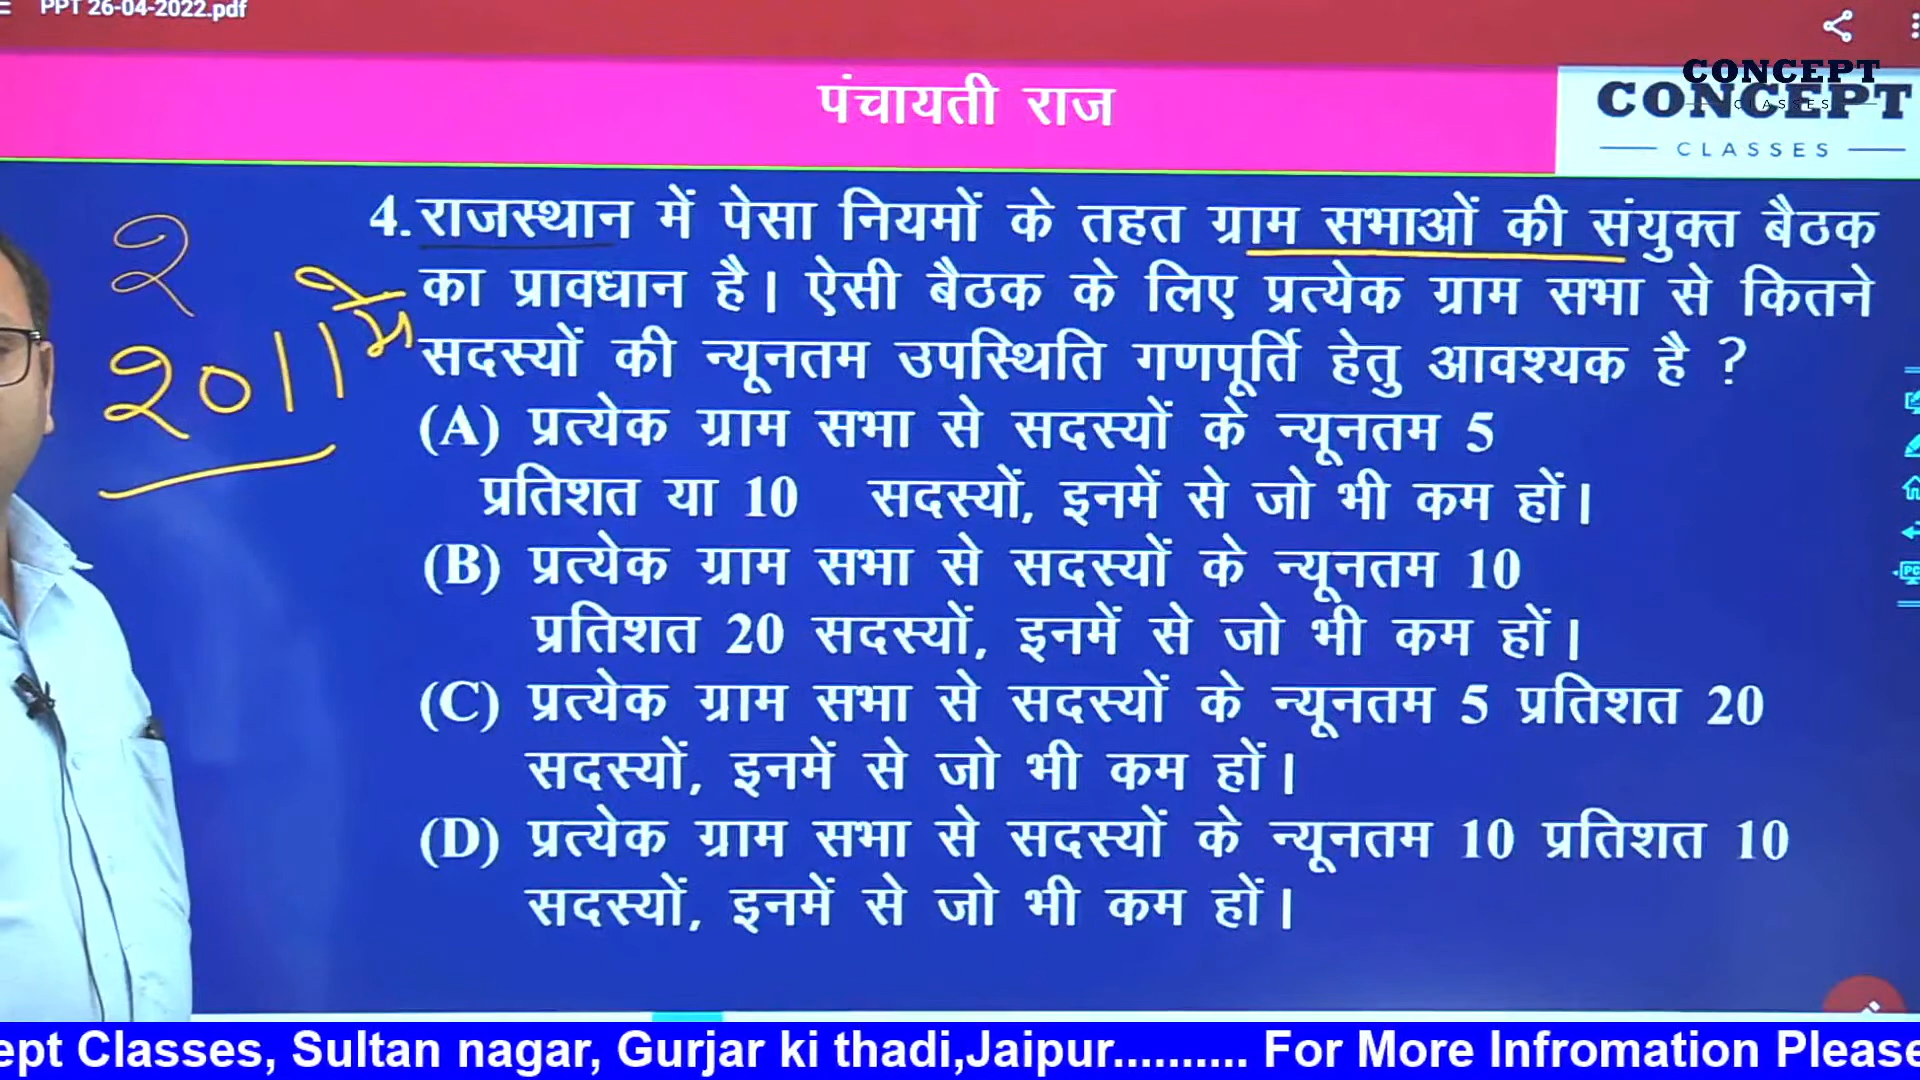 PPT 26-04-2022.pdf
पंचायती राज
CONCEPT
CLASSES
CONCEPT
CLASSES
२
२०११ में
4. राजस्थान में पेसा नियमों के तहत ग्राम सभाओं की संयुक्त बैठक
का प्रावधान है। ऐसी बैठक के लिए प्रत्येक ग्राम सभा से कितने
सदस्यों की न्यूनतम उपस्थिति गणपूर्ति हेतु आवश्यक है ?
(A) प्रत्येक ग्राम सभा से सदस्यों के न्यूनतम 5
प्रतिशत या 10 सदस्यों, इनमें से जो भी कम हों।
(B) प्रत्येक ग्राम सभा से सदस्यों के न्यूनतम 10
प्रतिशत 20 सदस्यों, इनमें से जो भी कम हों।
(C) प्रत्येक ग्राम सभा से सदस्यों के न्यूनतम 5 प्रतिशत 20
सदस्यों, इनमें से जो भी कम हों।
(D) प्रत्येक ग्राम सभा से सदस्यों के न्यूनतम 10 प्रतिशत 10
सदस्यों, इनमें से जो भी कम हों।
ept Classes, Sultan nagar, Gurjar ki thadi,Jaipur.......... For More Infromation Please